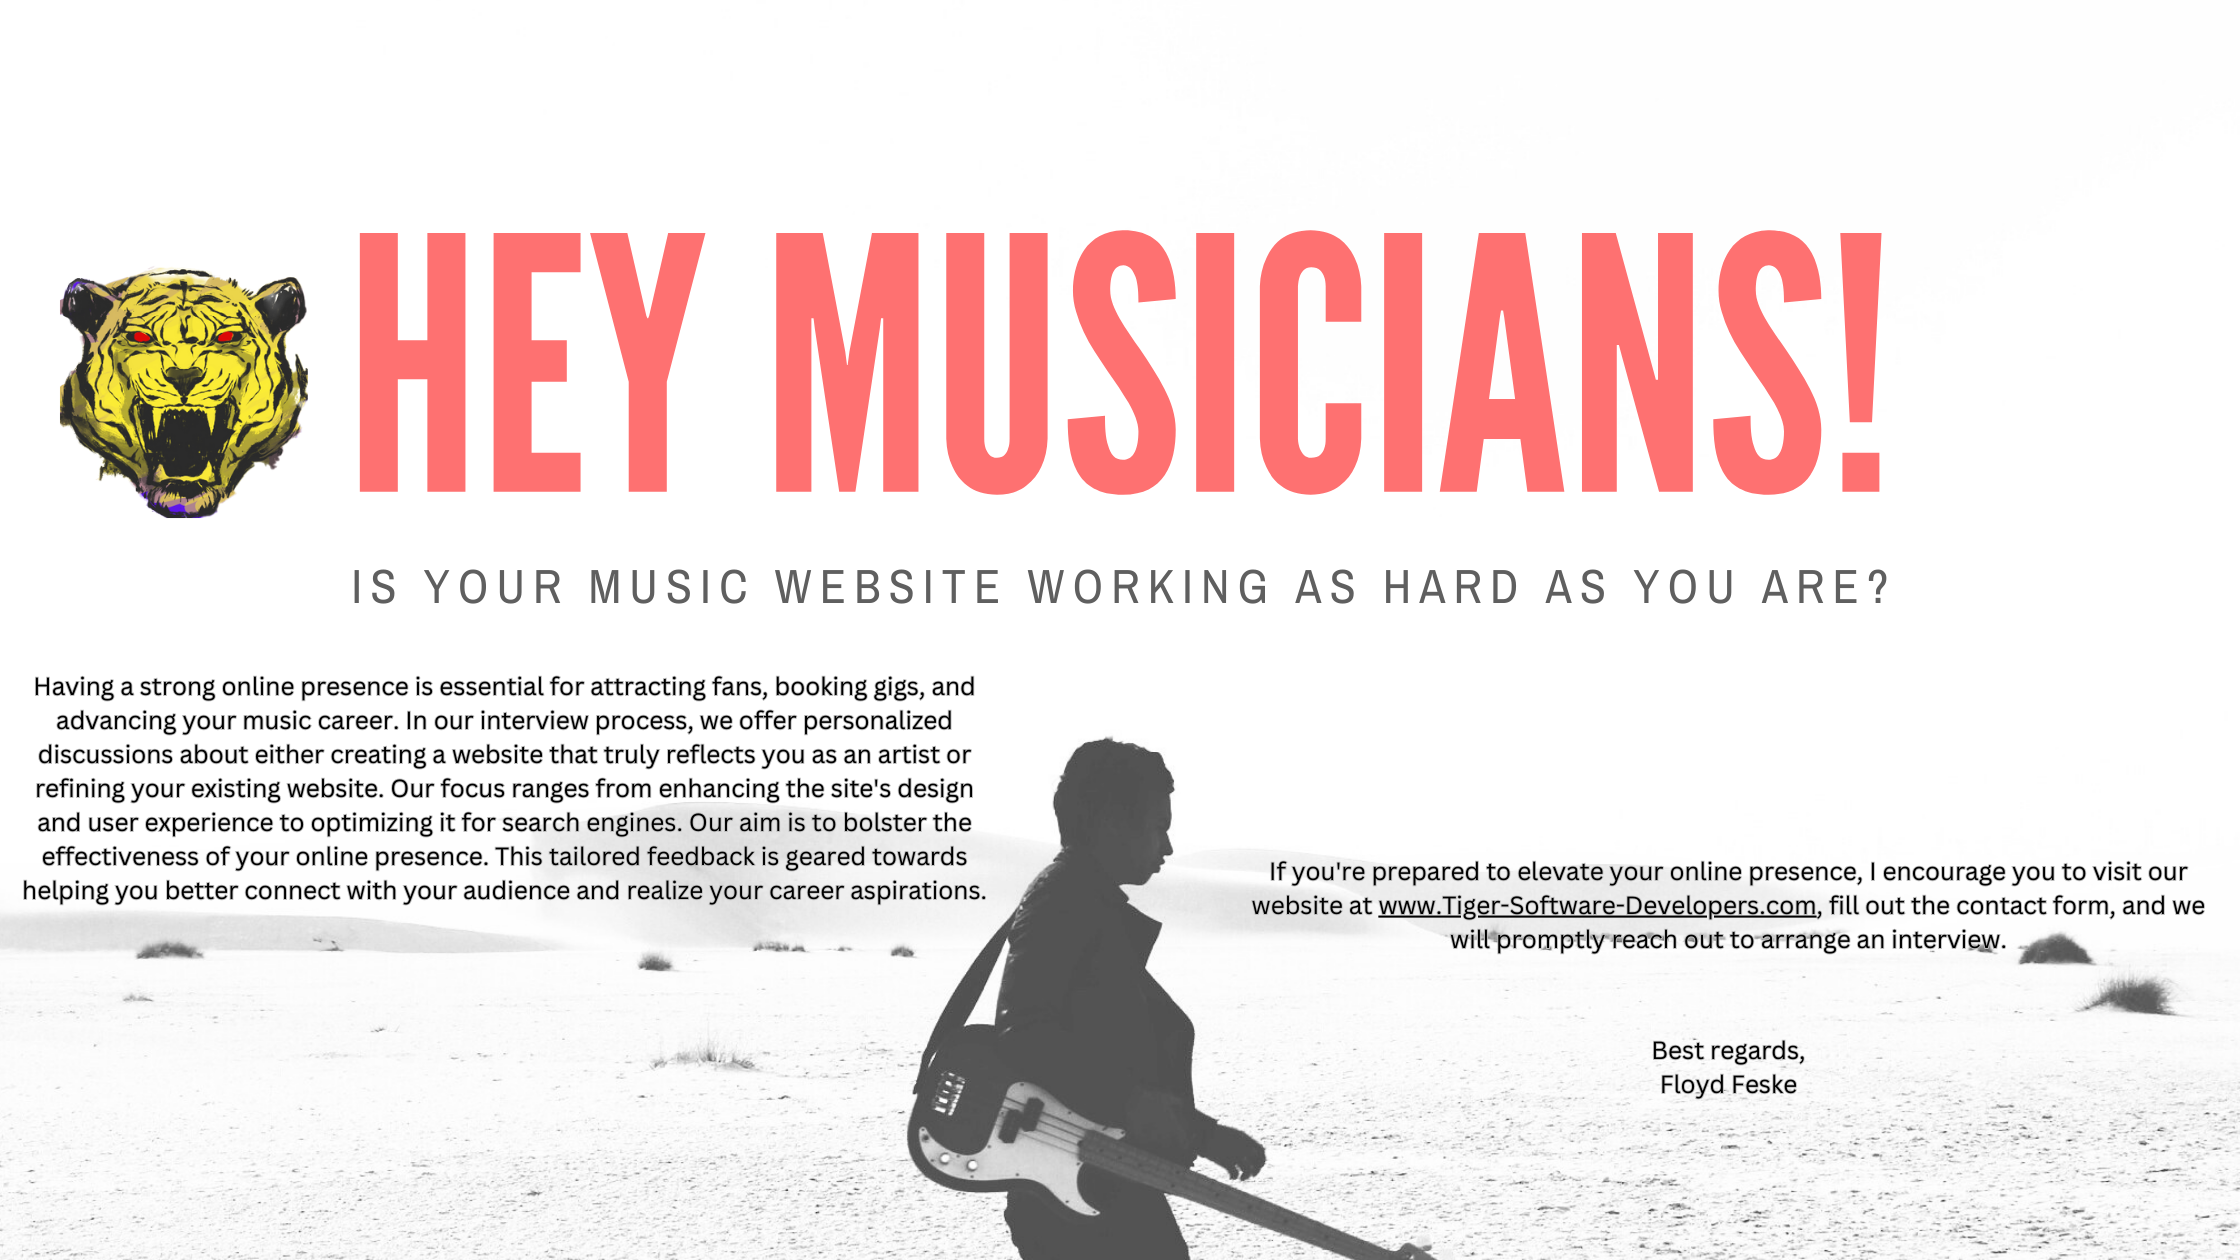 HEY MUSICIANS!
IS YOUR MUSIC WEBSITE WORKING AS HARD AS YOU ARE?
Having a strong online presence is essential for attracting fans, booking gigs, and
advancing your music career. In our interview process, we offer personalized
discussions about either creating a website that truly reflects you as an artist or
refining your existing website. Our focus ranges from enhancing the site's design
and user experience to optimizing it for search engines. Our aim is to bolster the
effectiveness of your online presence. This tailored feedback is geared towards
helping you better connect with your audience and realize your career aspirations.
If you're prepared to elevate your online presence, I encourage you to visit our
website at www.Tiger-Software-Developers.com, fill out the contact form, and we
will promptly reach out to arrange an interview.
Best regards,
Floyd Feske